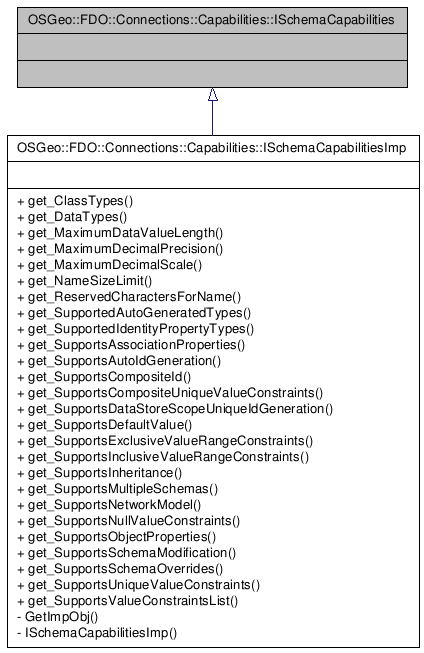 OSGeo::FDO::Connections::Capabilities::ISchemaCapabilities
OSGeo::FDO::Connections::Capabilities::ISchemaCapabilitiesImp
+ get_ClassTypes()
+ get_DataTypes()
+ get_MaximumDataValueLength()
+ get_MaximumDecimalPrecision()
+ get_MaximumDecimalScale()
+ get_NameSizeLimit()
+ get_ReservedCharactersForName()
+ get_SupportedAutoGeneratedTypes()
+ get_SupportedIdentityPropertyTypes()
+ get_SupportsAssociationProperties()
+ get_SupportsAutoIdGeneration()
+ get_SupportsCompositeId()
+ get_SupportsCompositeUniqueValueConstraints()
+ get_SupportsDataStoreScopeUniqueIdGeneration()
+ get_SupportsDefaultValue()
+ get_SupportsExclusiveValueRangeConstraints()
+ get_SupportsInclusiveValueRangeConstraints()
+ get_SupportsInheritance()
+ get_SupportsMultipleSchemas()
+ get_SupportsNetworkModel()
+ get_SupportsNullValueConstraints()
+ get_SupportsObjectProperties()
+ get_SupportsSchemaModification()
+ get_SupportsSchemaOverrides()
+ get_SupportsUniqueValueConstraints()
+ get_SupportsValueConstraintsList()
- GetImpObj()
- ISchemaCapabilitiesImp()